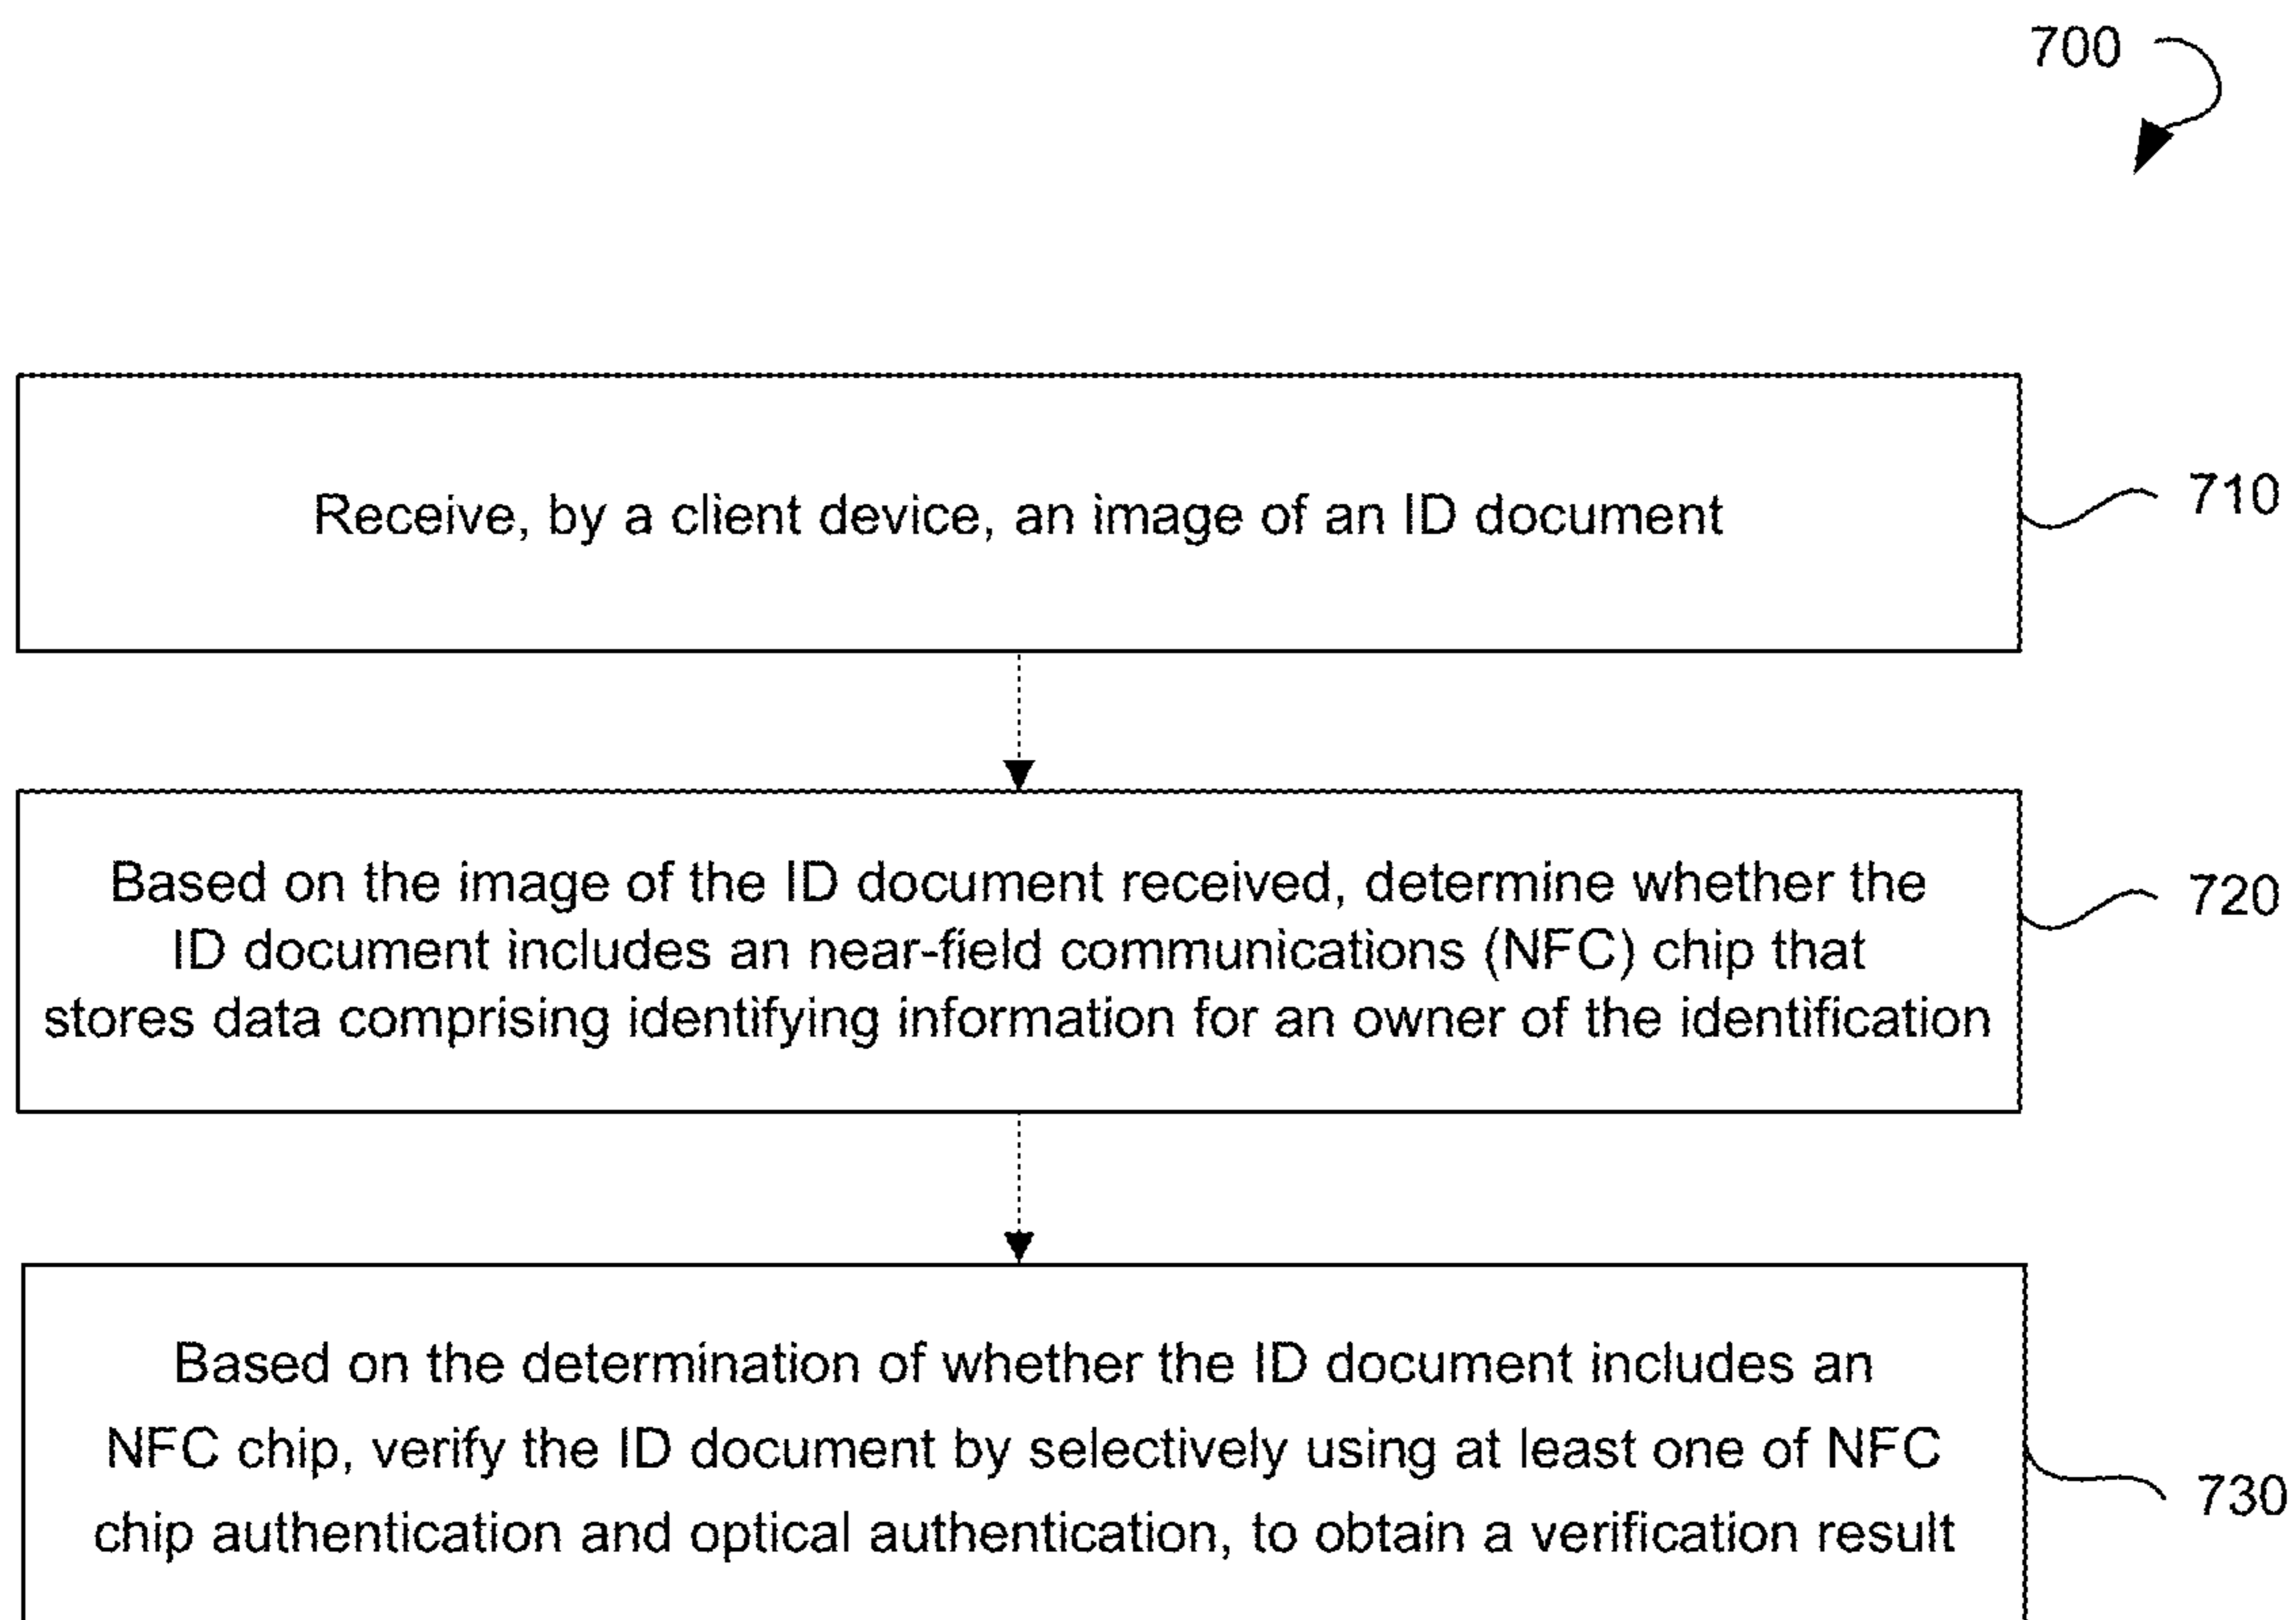 700
Receive, by a client device, an image of an ID document
710
Based on the image of the ID document received, determine whether the
ID document includes an near-field communications (NFC) chip that
stores data comprising identifying information for an owner of the identification
720
Based on the determination of whether the ID document includes an
NFC chip, verify the ID document by selectively using at least one of NFC
chip authentication and optical authentication, to obtain a verification result
730